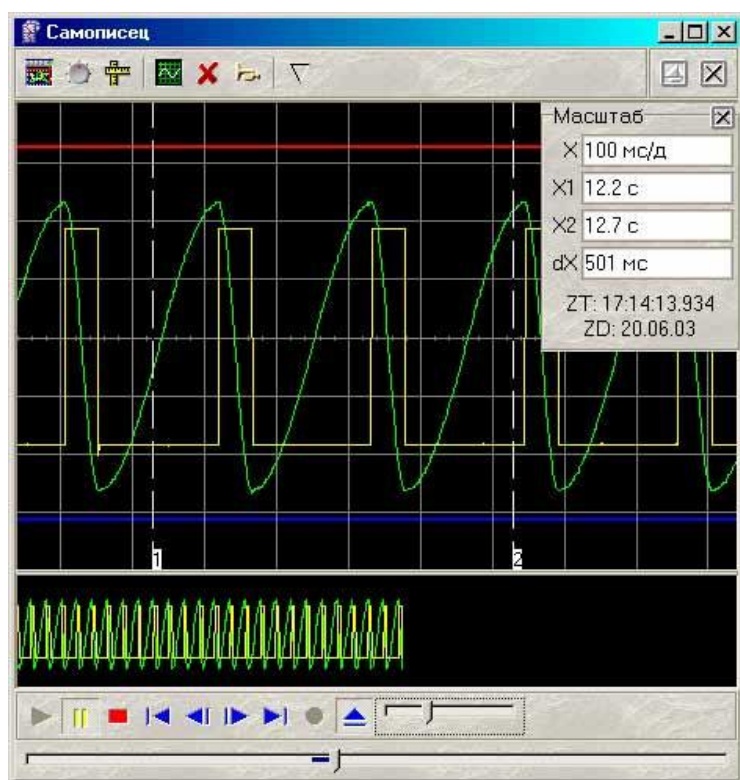 Самописец
Масштаб
X 100 мс/д
X1 12.2 с
X2 12.7 с
dX 501 мс
ZT: 17:14:13.934
ZD: 20.06.03
1
2